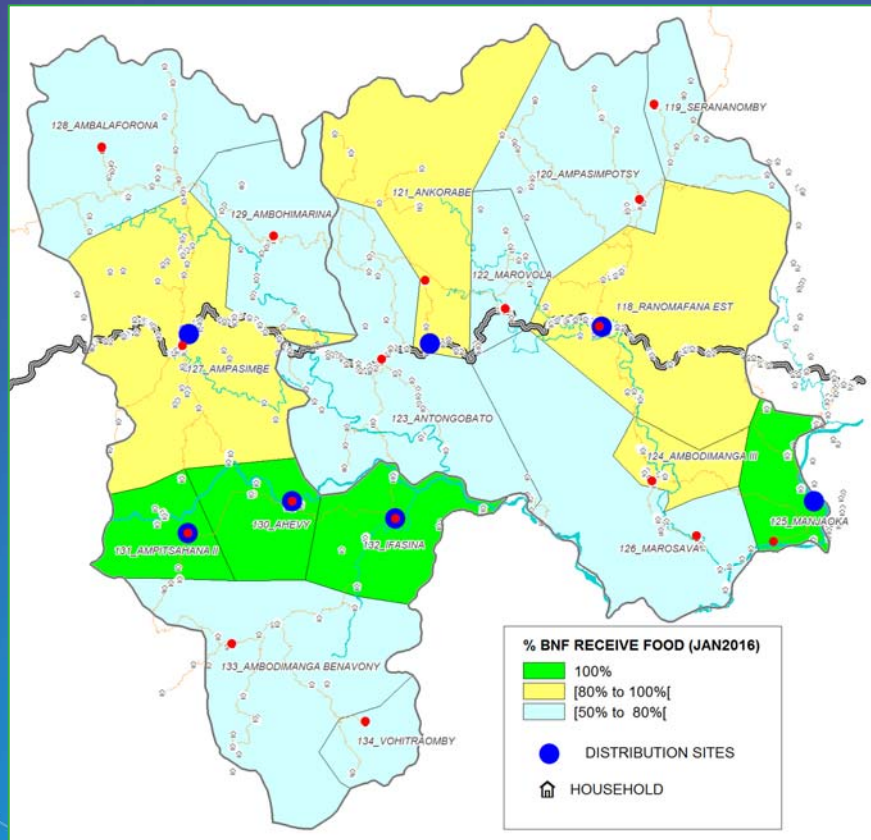 119_SERANANOMBY
128_AMBALAFORONA
120_AMPASIMPOTSY
121_ANKORABE
129_AMBOHIMARINA
122_MAROVOLA
118_RANOMAFANA EST
127_AMPASIMBE
123_ANTONGOBATO
124_AMBODIMANGA III
130_AHEVY
125_MANJAOKA
132_IFASINA
126_MAROSAVA
131_AMPITSAHANA II
133_AMBODIMANGA BENAVONY
134_VOHITRAOMBY
% BNF RECEIVE FOOD (JAN2016)
100%
[80% to 100%[
[50% to 80%[
DISTRIBUTION SITES
HOUSEHOLD